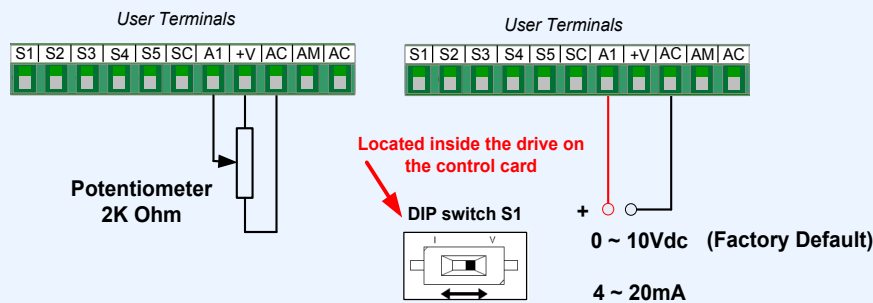 User Terminals
S1 S2 S3 S4 S5 SC A1 +V AC AM AC
Potentiometer
2K Ohm
User Terminals
S1 S2 S3 S4 S5 SC A1 +V AC AM AC
Located inside the drive on
the control card
DIP switch S1
I V
+
0 ~ 10Vdc (Factory Default)
4 ~ 20mA